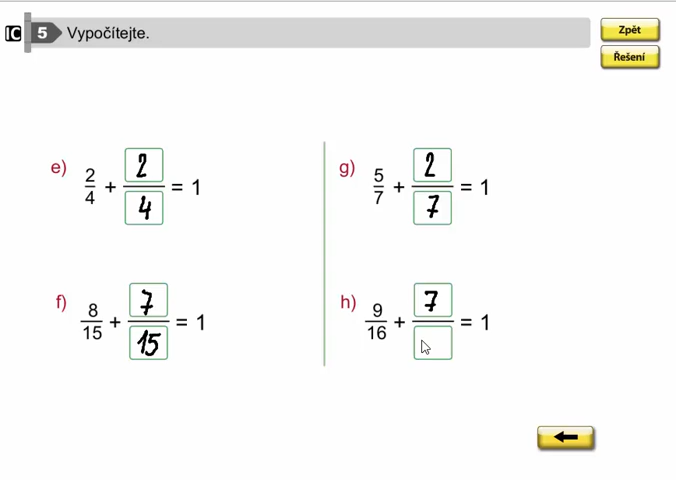 IC 5 Vypočítejte.
Zpět
Řešení
e) 2/4 + 2/4 = 1
g) 5/7 + 2/7 = 1
f) 8/15 + 7/15 = 1
h) 9/16 + 7/ = 1